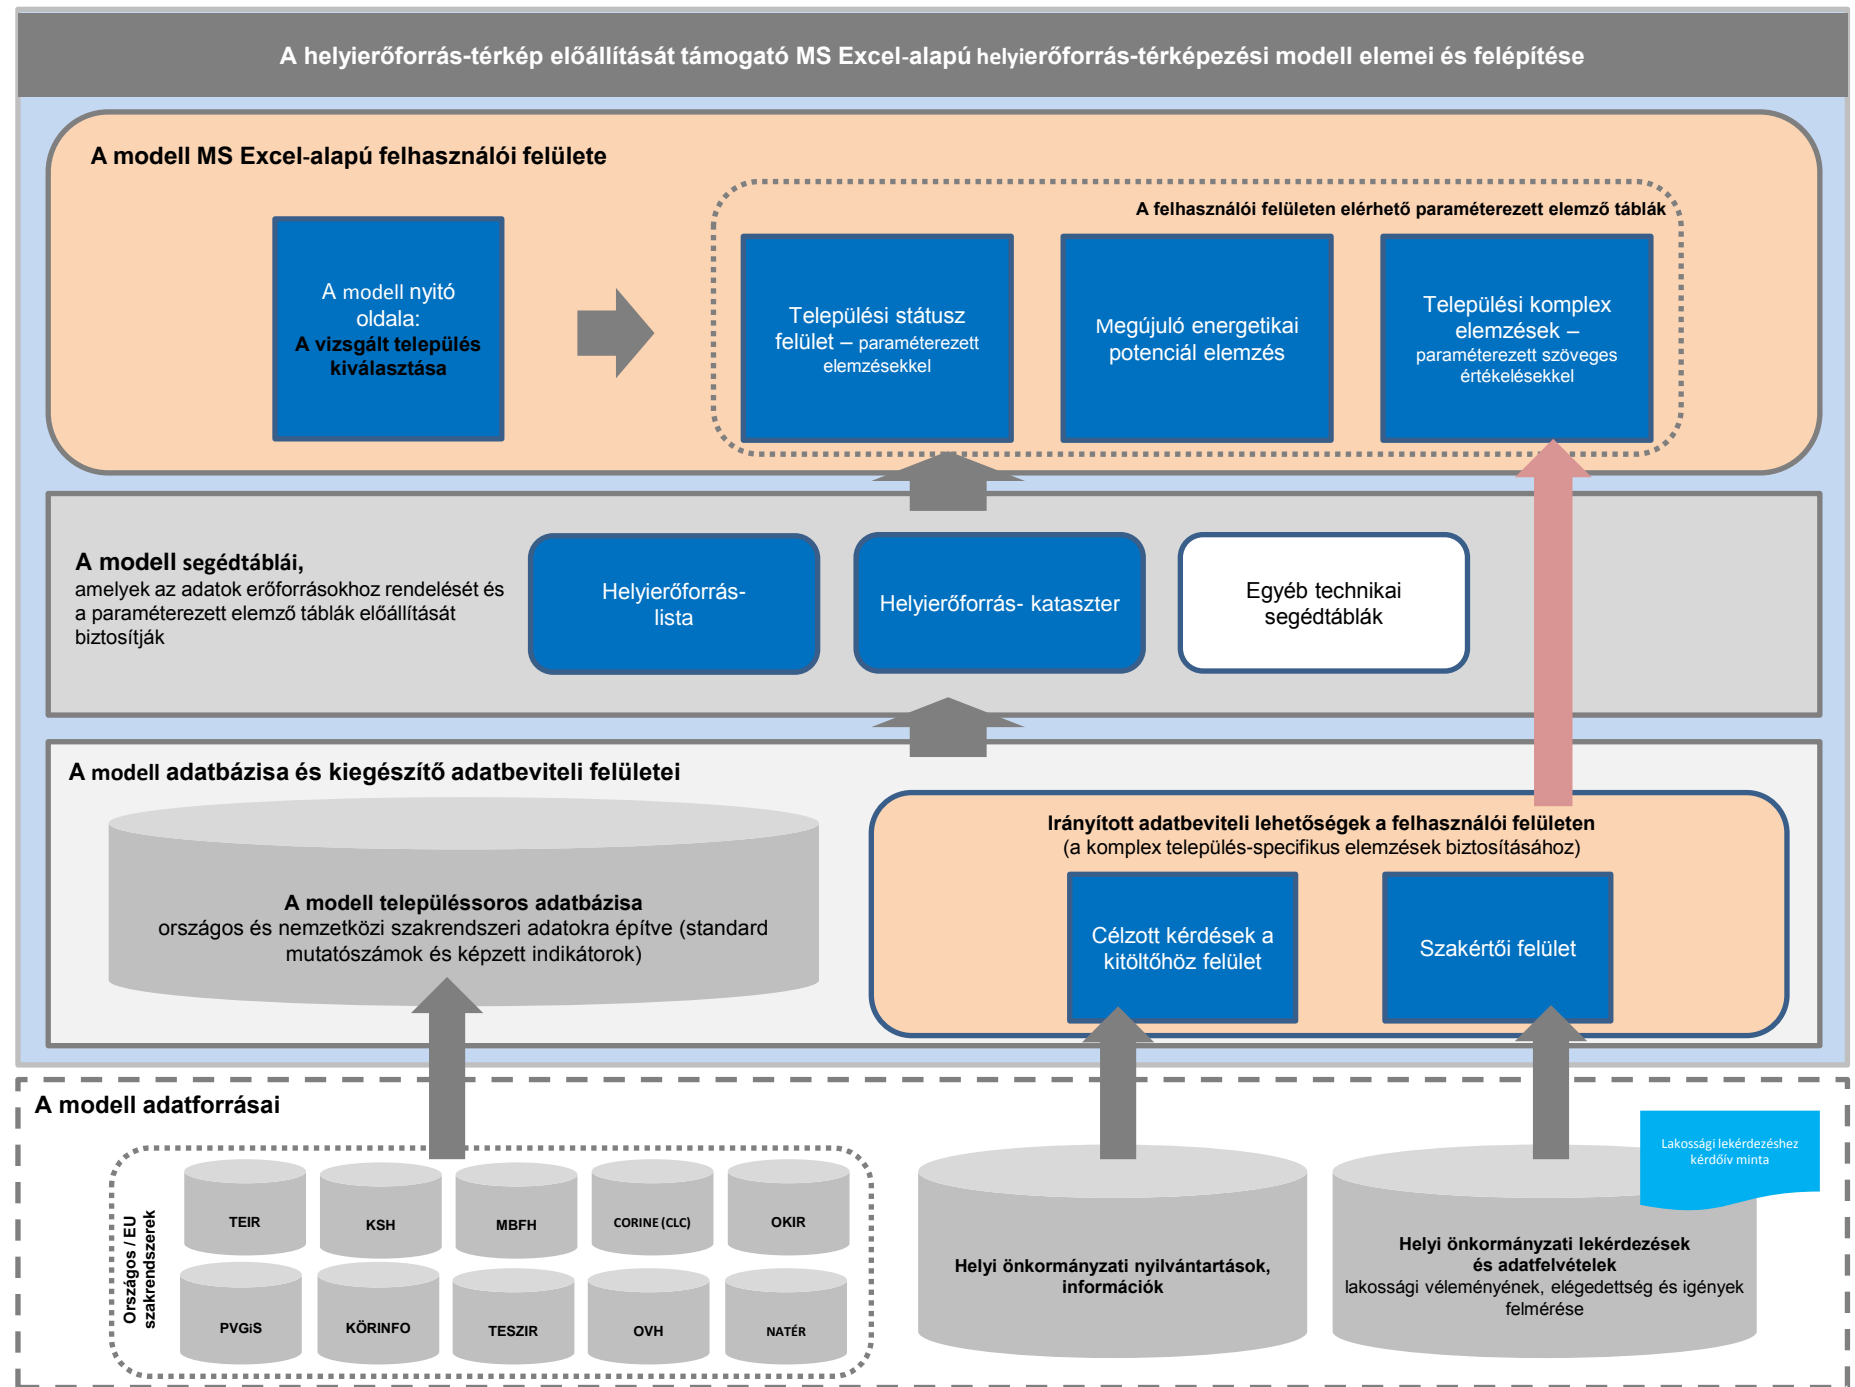 A helyierőforrás-térkép előállítását támogató MS Excel-alapú helyierőforrás-térképezési modell elemei és felépítése
A modell MS Excel-alapú felhasználói felülete
A felhasználói felületen elérhető paraméterezett elemző táblák
A modell nyitó
oldala:
A vizsgált település
kiválasztása
Települési státusz
felület – paraméterezett
elemzésekkel
Megújuló energetikai
potenciál elemzés
Települési komplex
elemzések –
paraméterezett szöveges
értékelésekkel
A modell segédtáblái,
amelyek az adatok erőforrásokhoz rendelését és
a paraméterezett elemző táblák előállítását
biztosítják
Helyierőforrás-
lista
Helyierőforrás- kataszter
Egyéb technikai
segédtáblák
A modell adatbázisa és kiegészítő adatbeviteli felületei
A modell településsoros adatbázisa
országos és nemzetközi szakrendszeri adatokra építve (standard
mutatószámok és képzett indikátorok)
Irányított adatbeviteli lehetőségek a felhasználói felületen
(a komplex település-specifikus elemzések biztosításához)
Célzott kérdések a
kitöltőhöz felület
Szakértői felület
A modell adatforrásai
Országos / EU
szakrendszerek
TEIR
KSH
MBFH
CORINE (CLC)
OKIR
PVGiS
KÖRINFO
TESZIR
OVH
NATÉR
Helyi önkormányzati nyilvántartások,
információk
Lakossági lekérdezéshez
kérdőív minta
Helyi önkormányzati lekérdezések
és adatfelvételek
lakossági véleményének, elégedettség és igények
felmérése